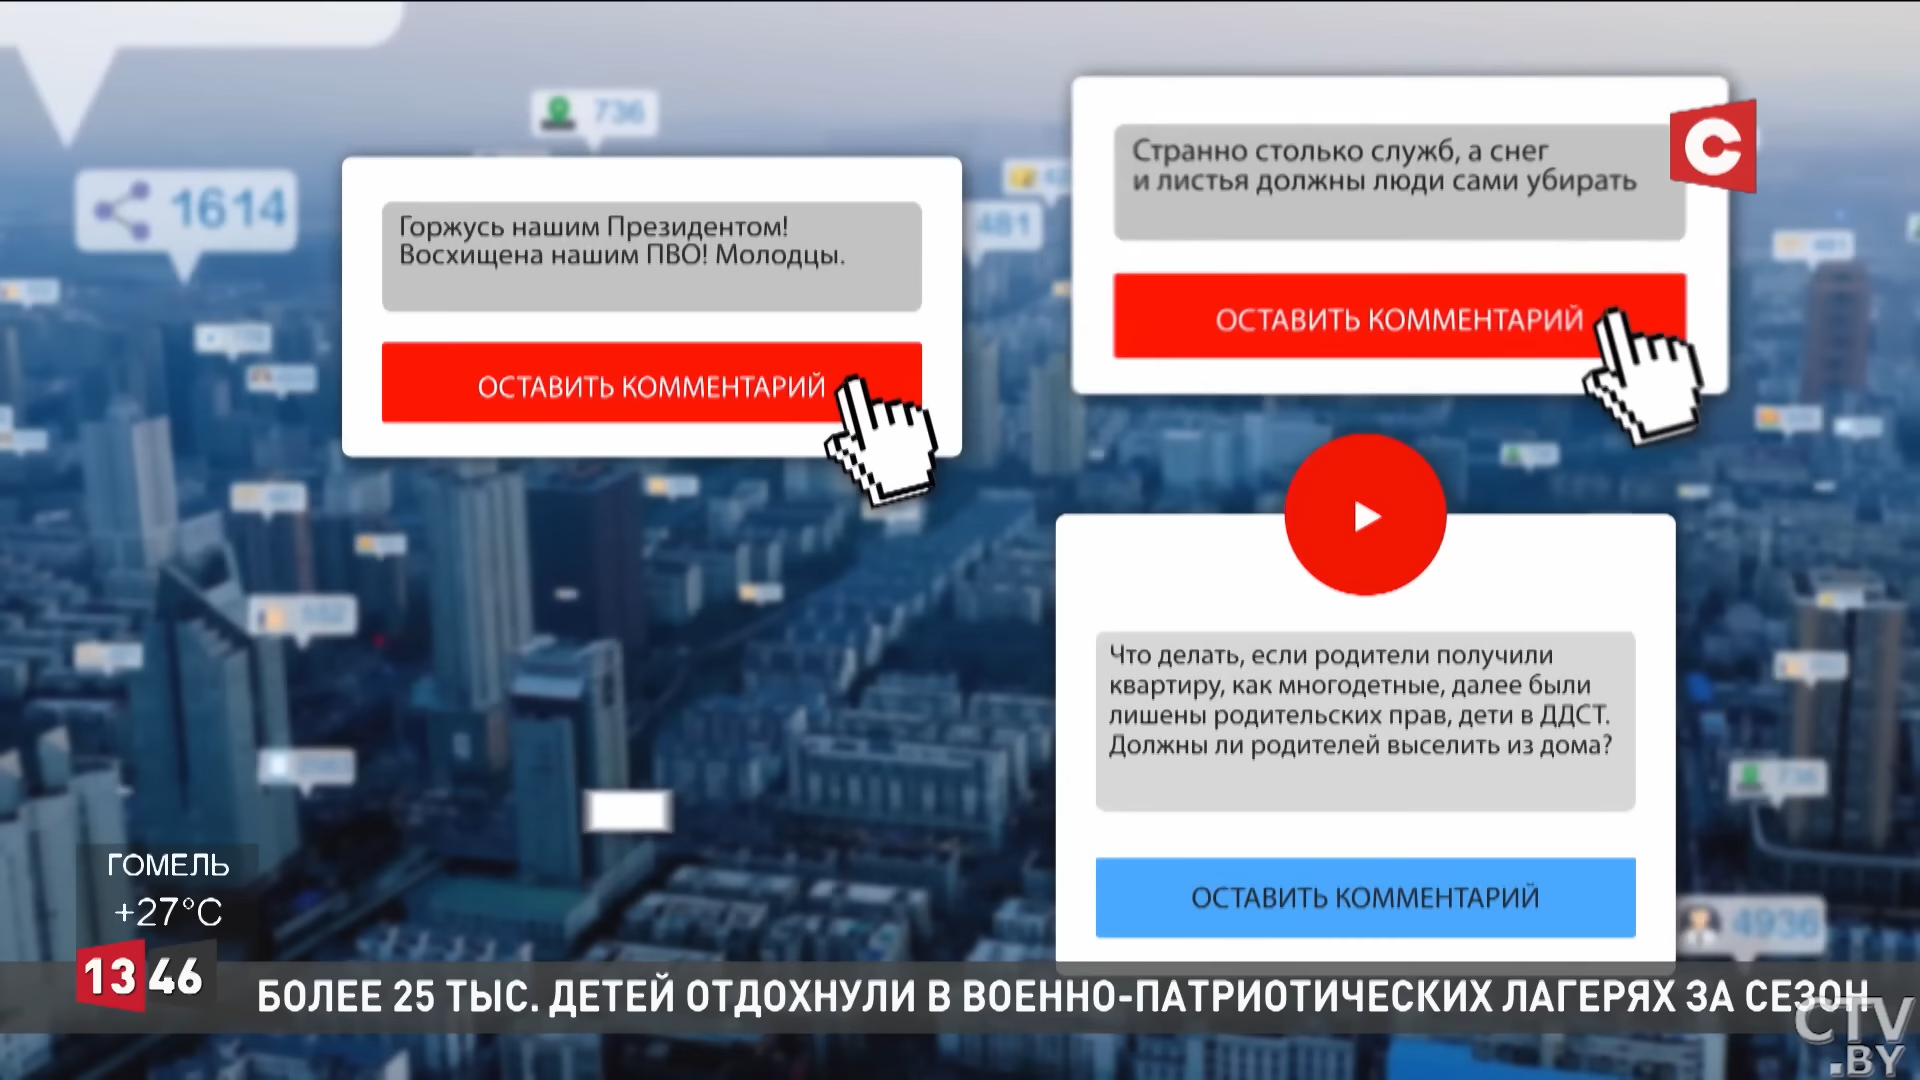 736
1614
481
Горжусь нашим Президентом!
Восхищена нашим ПВО! Молодцы.
ОСТАВИТЬ КОММЕНТАРИЙ
Странно столько служб, а снег
и листья должны люди сами убирать
ОСТАВИТЬ КОММЕНТАРИЙ
Что делать, если родители получили
квартиру, как многодетные, далее были
лишены родительских прав, дети в ДДСТ.
Должны ли родителей выселить из дома?
ОСТАВИТЬ КОММЕНТАРИЙ
736
4936
ГОМЕЛЬ
+27°C
13 46
БОЛЕЕ 25 ТЫС. ДЕТЕЙ ОТДОХНУЛИ В ВОЕННО-ПАТРИОТИЧЕСКИХ ЛАГЕРЯХ ЗА СЕЗОН
CTV
.BY